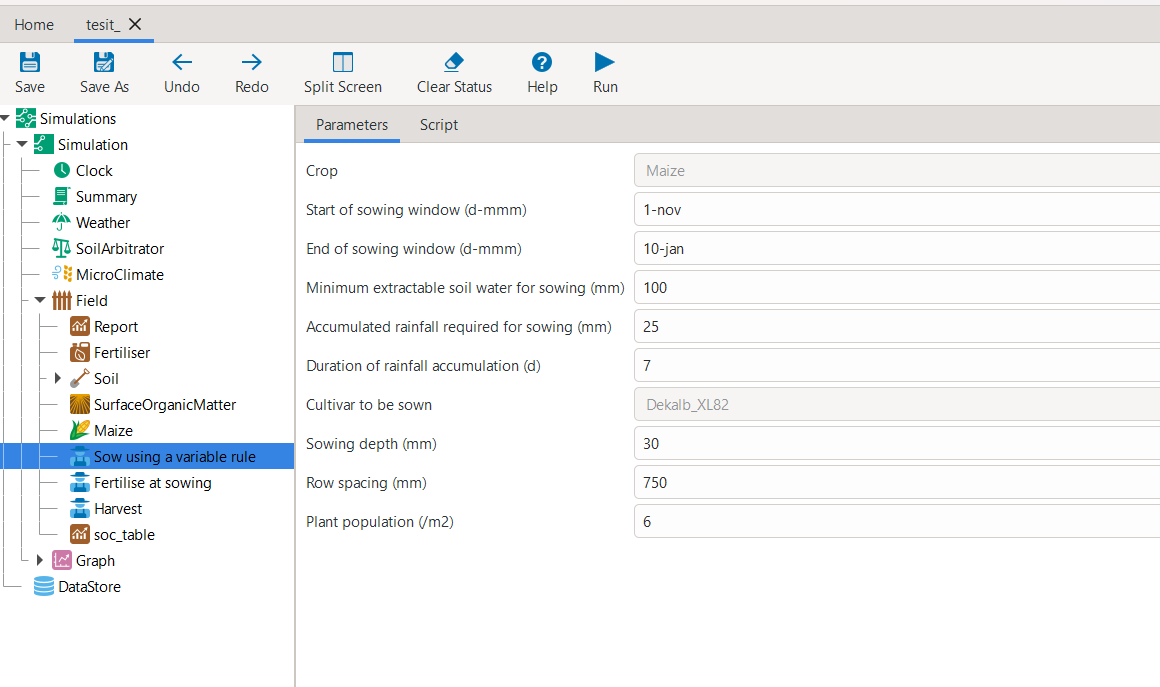 Home tesit_
Save Save As Undo Redo Split Screen Clear Status Help Run
Simulations
Simulation
Clock
Summary
Weather
SoilArbitrator
MicroClimate
Field
Report
Fertiliser
Soil
SurfaceOrganicMatter
Maize
Sow using a variable rule
Fertilise at sowing
Harvest
soc_table
Graph
DataStore
Parameters Script
Crop Maize
Start of sowing window (d-mmm) 1-nov
End of sowing window (d-mmm) 10-jan
Minimum extractable soil water for sowing (mm) 100
Accumulated rainfall required for sowing (mm) 25
Duration of rainfall accumulation (d) 7
Cultivar to be sown Dekalb_XL82
Sowing depth (mm) 30
Row spacing (mm) 750
Plant population (/m2) 6